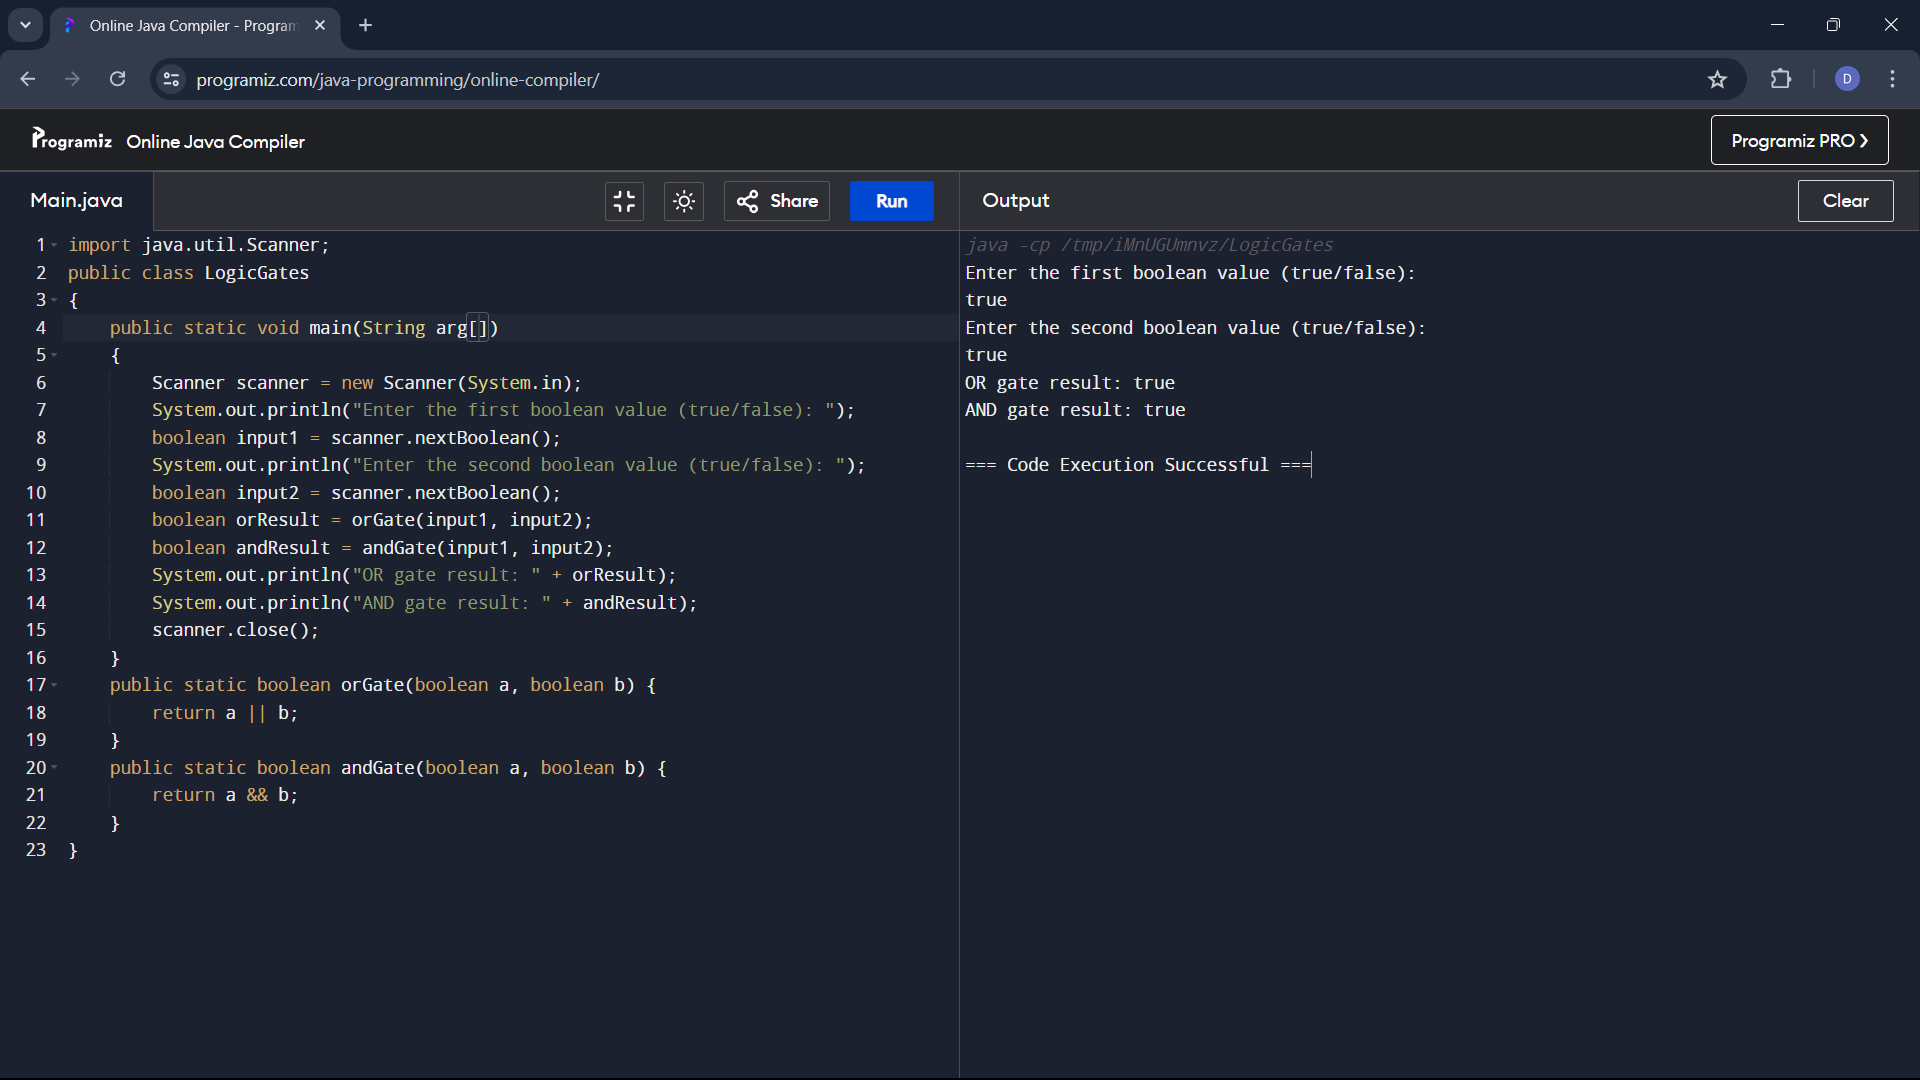 Online Java Compiler - Program
programiz.com/java-programming/online-compiler/
D
Programiz Online Java Compiler
Programiz PRO
Main.java
Share
Run
Output
Clear
1 import java.util.Scanner;
2 public class LogicGates
3 {
4     public static void main(String arg[])
5     {
6         Scanner scanner = new Scanner(System.in);
7         System.out.println("Enter the first boolean value (true/false): ");
8         boolean input1 = scanner.nextBoolean();
9         System.out.println("Enter the second boolean value (true/false): ");
10         boolean input2 = scanner.nextBoolean();
11         boolean orResult = orGate(input1, input2);
12         boolean andResult = andGate(input1, input2);
13         System.out.println("OR gate result: " + orResult);
14         System.out.println("AND gate result: " + andResult);
15         scanner.close();
16     }
17     public static boolean orGate(boolean a, boolean b) {
18         return a || b;
19     }
20     public static boolean andGate(boolean a, boolean b) {
21         return a && b;
22     }
23 }
java -cp /tmp/iMnUGUmnvz/LogicGates
Enter the first boolean value (true/false):
true
Enter the second boolean value (true/false):
true
OR gate result: true
AND gate result: true
=== Code Execution Successful ===